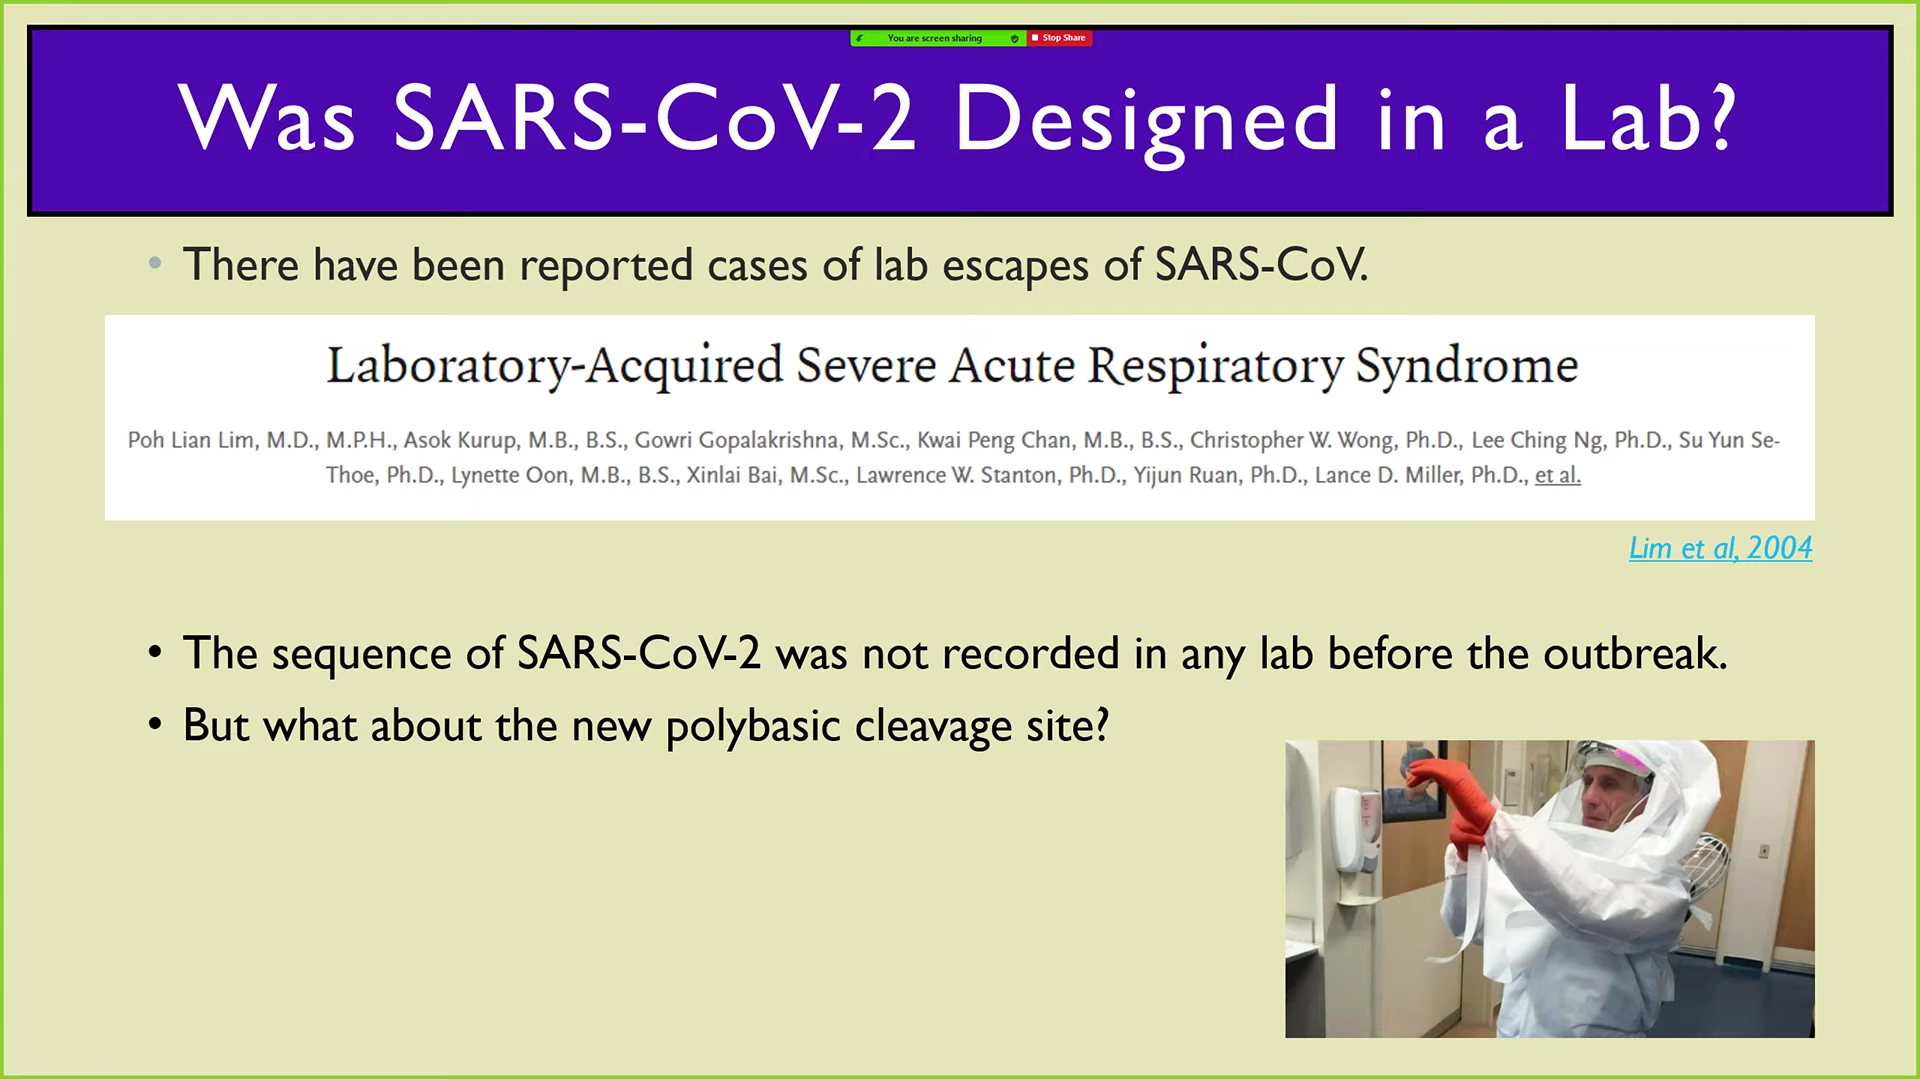 You are screen sharing
Stop Share
Was SARS-CoV-2 Designed in a Lab?
• There have been reported cases of lab escapes of SARS-CoV.
Laboratory-Acquired Severe Acute Respiratory Syndrome
Poh Lian Lim, M.D., M.P.H., Asok Kurup, M.B., B.S., Gowri Gopalakrishna, M.Sc., Kwai Peng Chan, M.B., B.S., Christopher W. Wong, Ph.D., Lee Ching Ng, Ph.D., Su Yun Se-
Thoe, Ph.D., Lynette Oon, M.B., B.S., Xinlai Bai, M.Sc., Lawrence W. Stanton, Ph.D., Yijun Ruan, Ph.D., Lance D. Miller, Ph.D., et al.
Lim et al, 2004
• The sequence of SARS-CoV-2 was not recorded in any lab before the outbreak.
• But what about the new polybasic cleavage site?